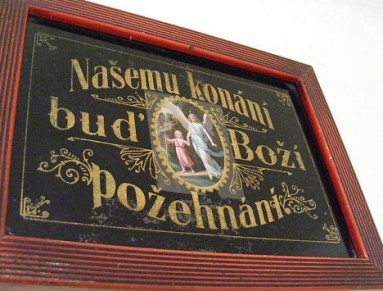 Našemu konání
buď Boží
požehnání